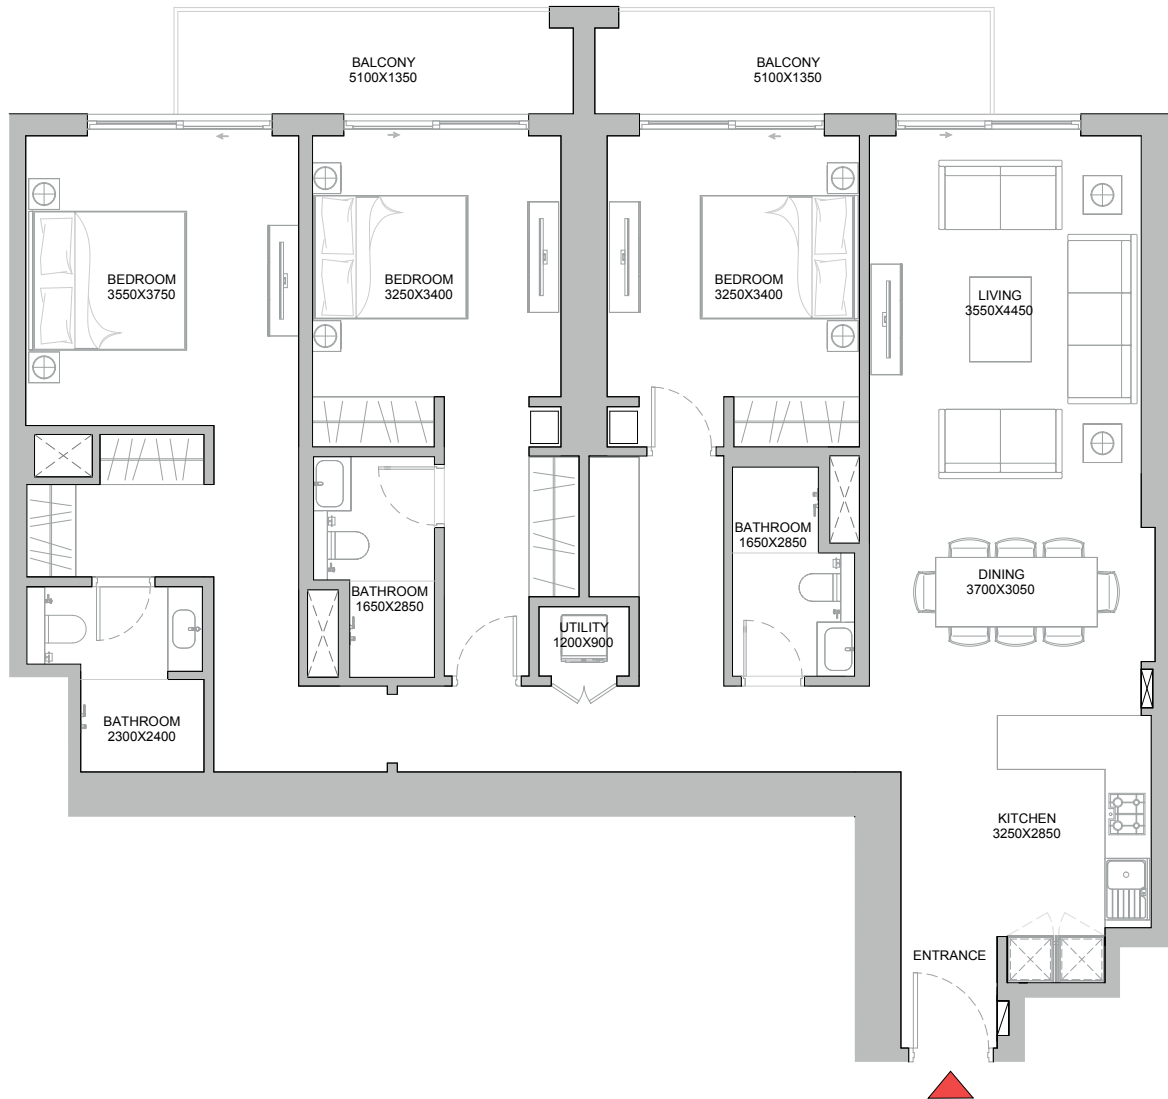 BALCONY
5100X1350
BALCONY
5100X1350
BEDROOM
3550X3750
BEDROOM
3250X3400
BEDROOM
3250X3400
LIVING
3550X4450
BATHROOM
1650X2850
DINING
3700X3050
BATHROOM
1650X2850
UTILITY
1200X900
BATHROOM
2300X2400
KITCHEN
3250X2850
ENTRANCE